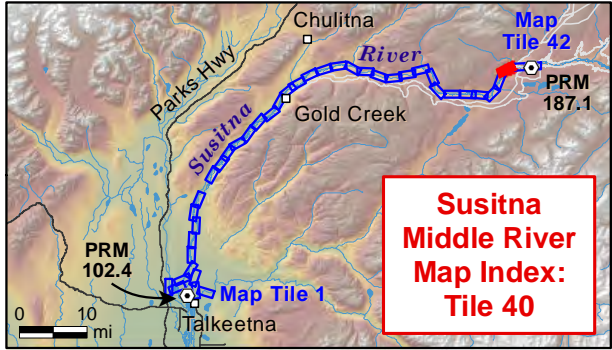 Chulitna
Map
Tile 42
River
Parks Hwy
PRM
187.1
Gold Creek
Susitna
Susitna
Middle River
Map Index:
Tile 40
PRM
102.4
Map Tile 1
0 10
mi
Talkeetna